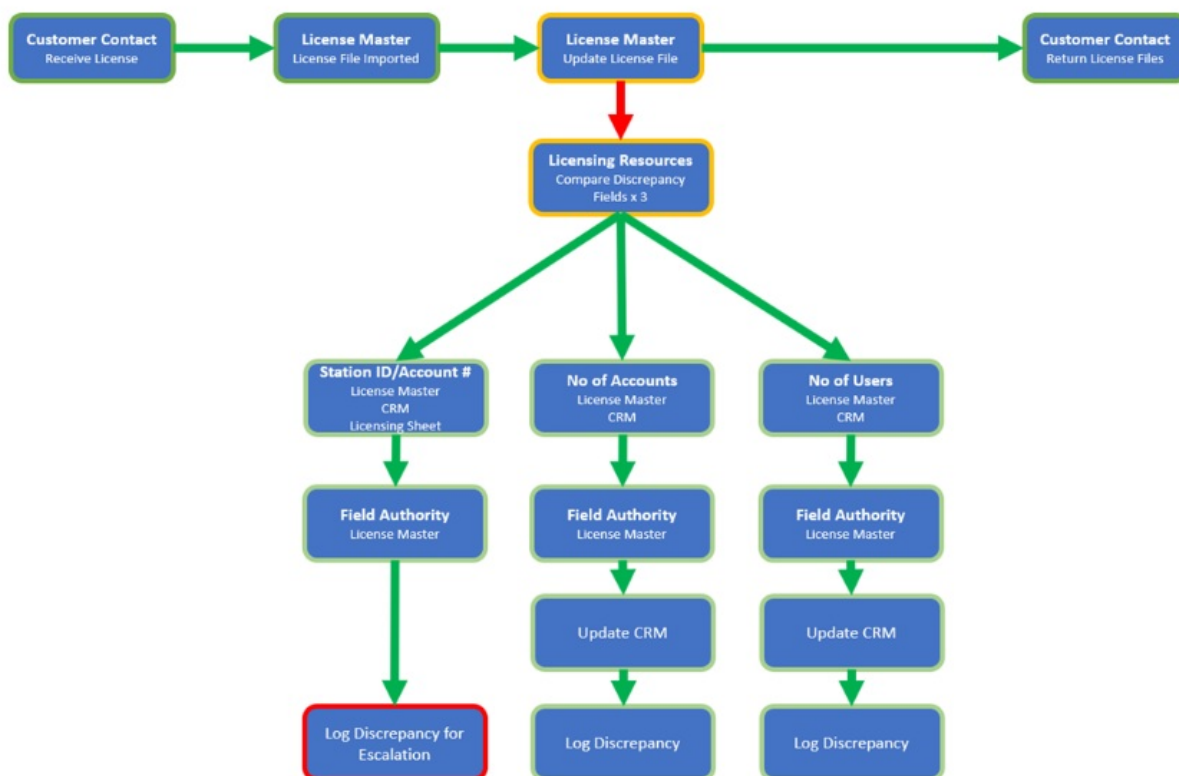 Customer Contact
Receive License
License Master
License File Imported
License Master
Update License File
Customer Contact
Return License Files
Licensing Resources
Compare Discrepancy
Fields x 3
Station ID/Account #
License Master
CRM
Licensing Sheet
No of Accounts
License Master
CRM
No of Users
License Master
CRM
Field Authority
License Master
Field Authority
License Master
Field Authority
License Master
Update CRM
Update CRM
Log Discrepancy for
Escalation
Log Discrepancy
Log Discrepancy